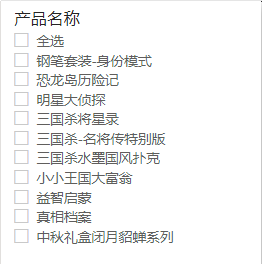 产品名称
全选
钢笔套装-身份模式
恐龙岛历险记
明星大侦探
三国杀将星录
三国杀-名将传特别版
三国杀水墨国风扑克
小小王国大富翁
益智启蒙
真相档案
中秋礼盒闭月貂蝉系列